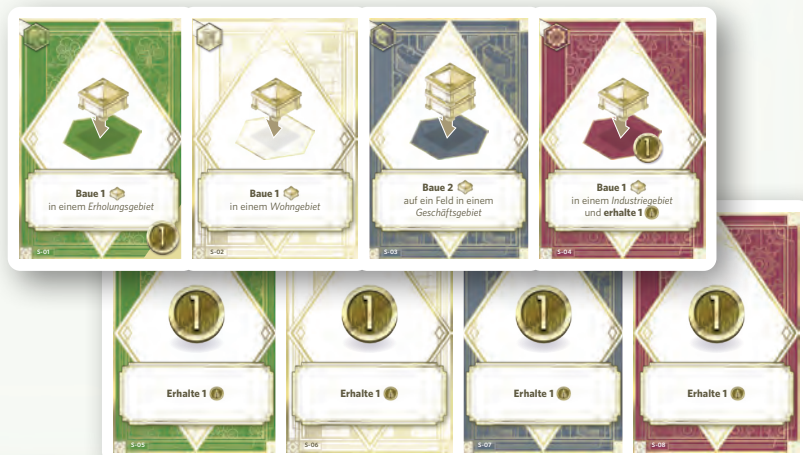 1
Baue 1
in einem Erholungsgebiet
1
S-01
Baue 1
in einem Wohngebiet
S-02
Baue 2
auf ein Feld in einem
Geschäftsgebiet
S-03
1
Baue 1
in einem Industriegebiet
und erhalte 1 A
S-04
1
Erhalte 1 A
S-05
1
Erhalte 1 A
S-06
1
Erhalte 1 A
S-07
1
Erhalte 1 A
S-08